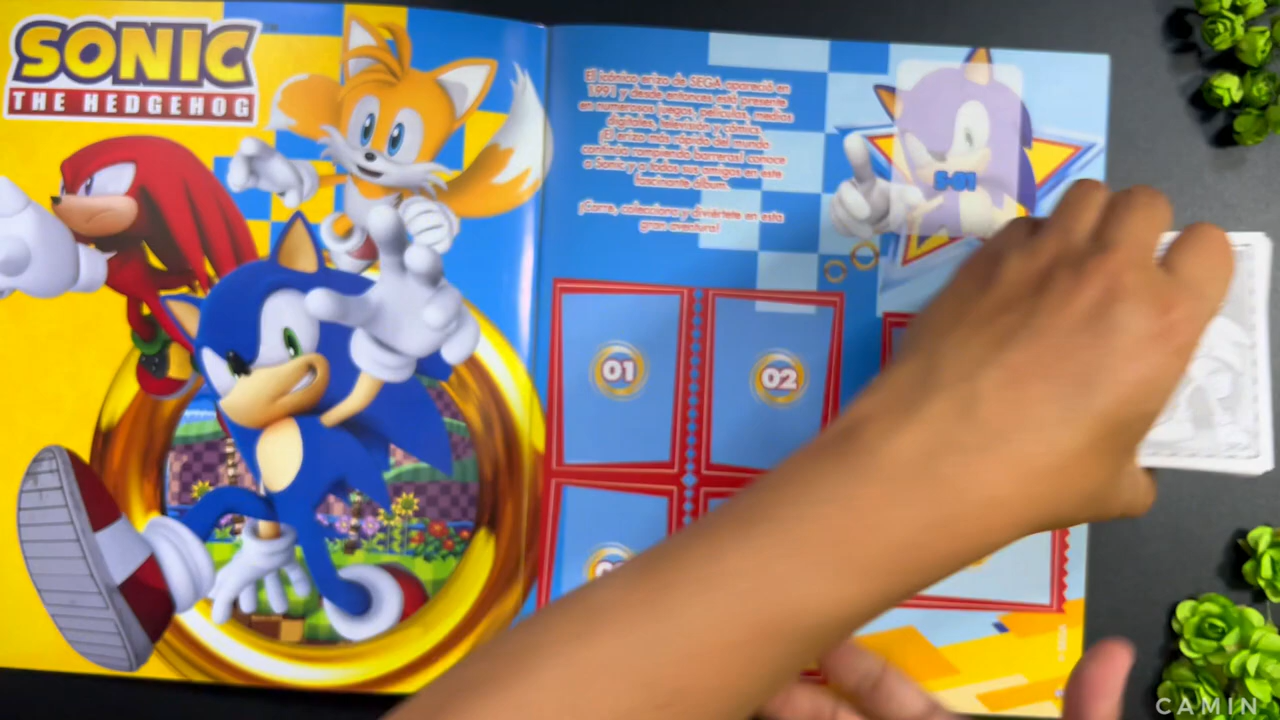 SONIC
THE HEDGEHOG
El icónico erizo de SEGA apareció en
1991 y desde entonces está presente
en numerosos juegos, películas, medios
digitales, televisión y cómics.
¡El erizo más rápido del mundo
continúa rompiendo barreras! conoce
a Sonic y a todos sus amigos en este
fascinante álbum.
¡Corre, colecciona y diviértete en esta
gran aventura!
S-01
01
02
CAMIN